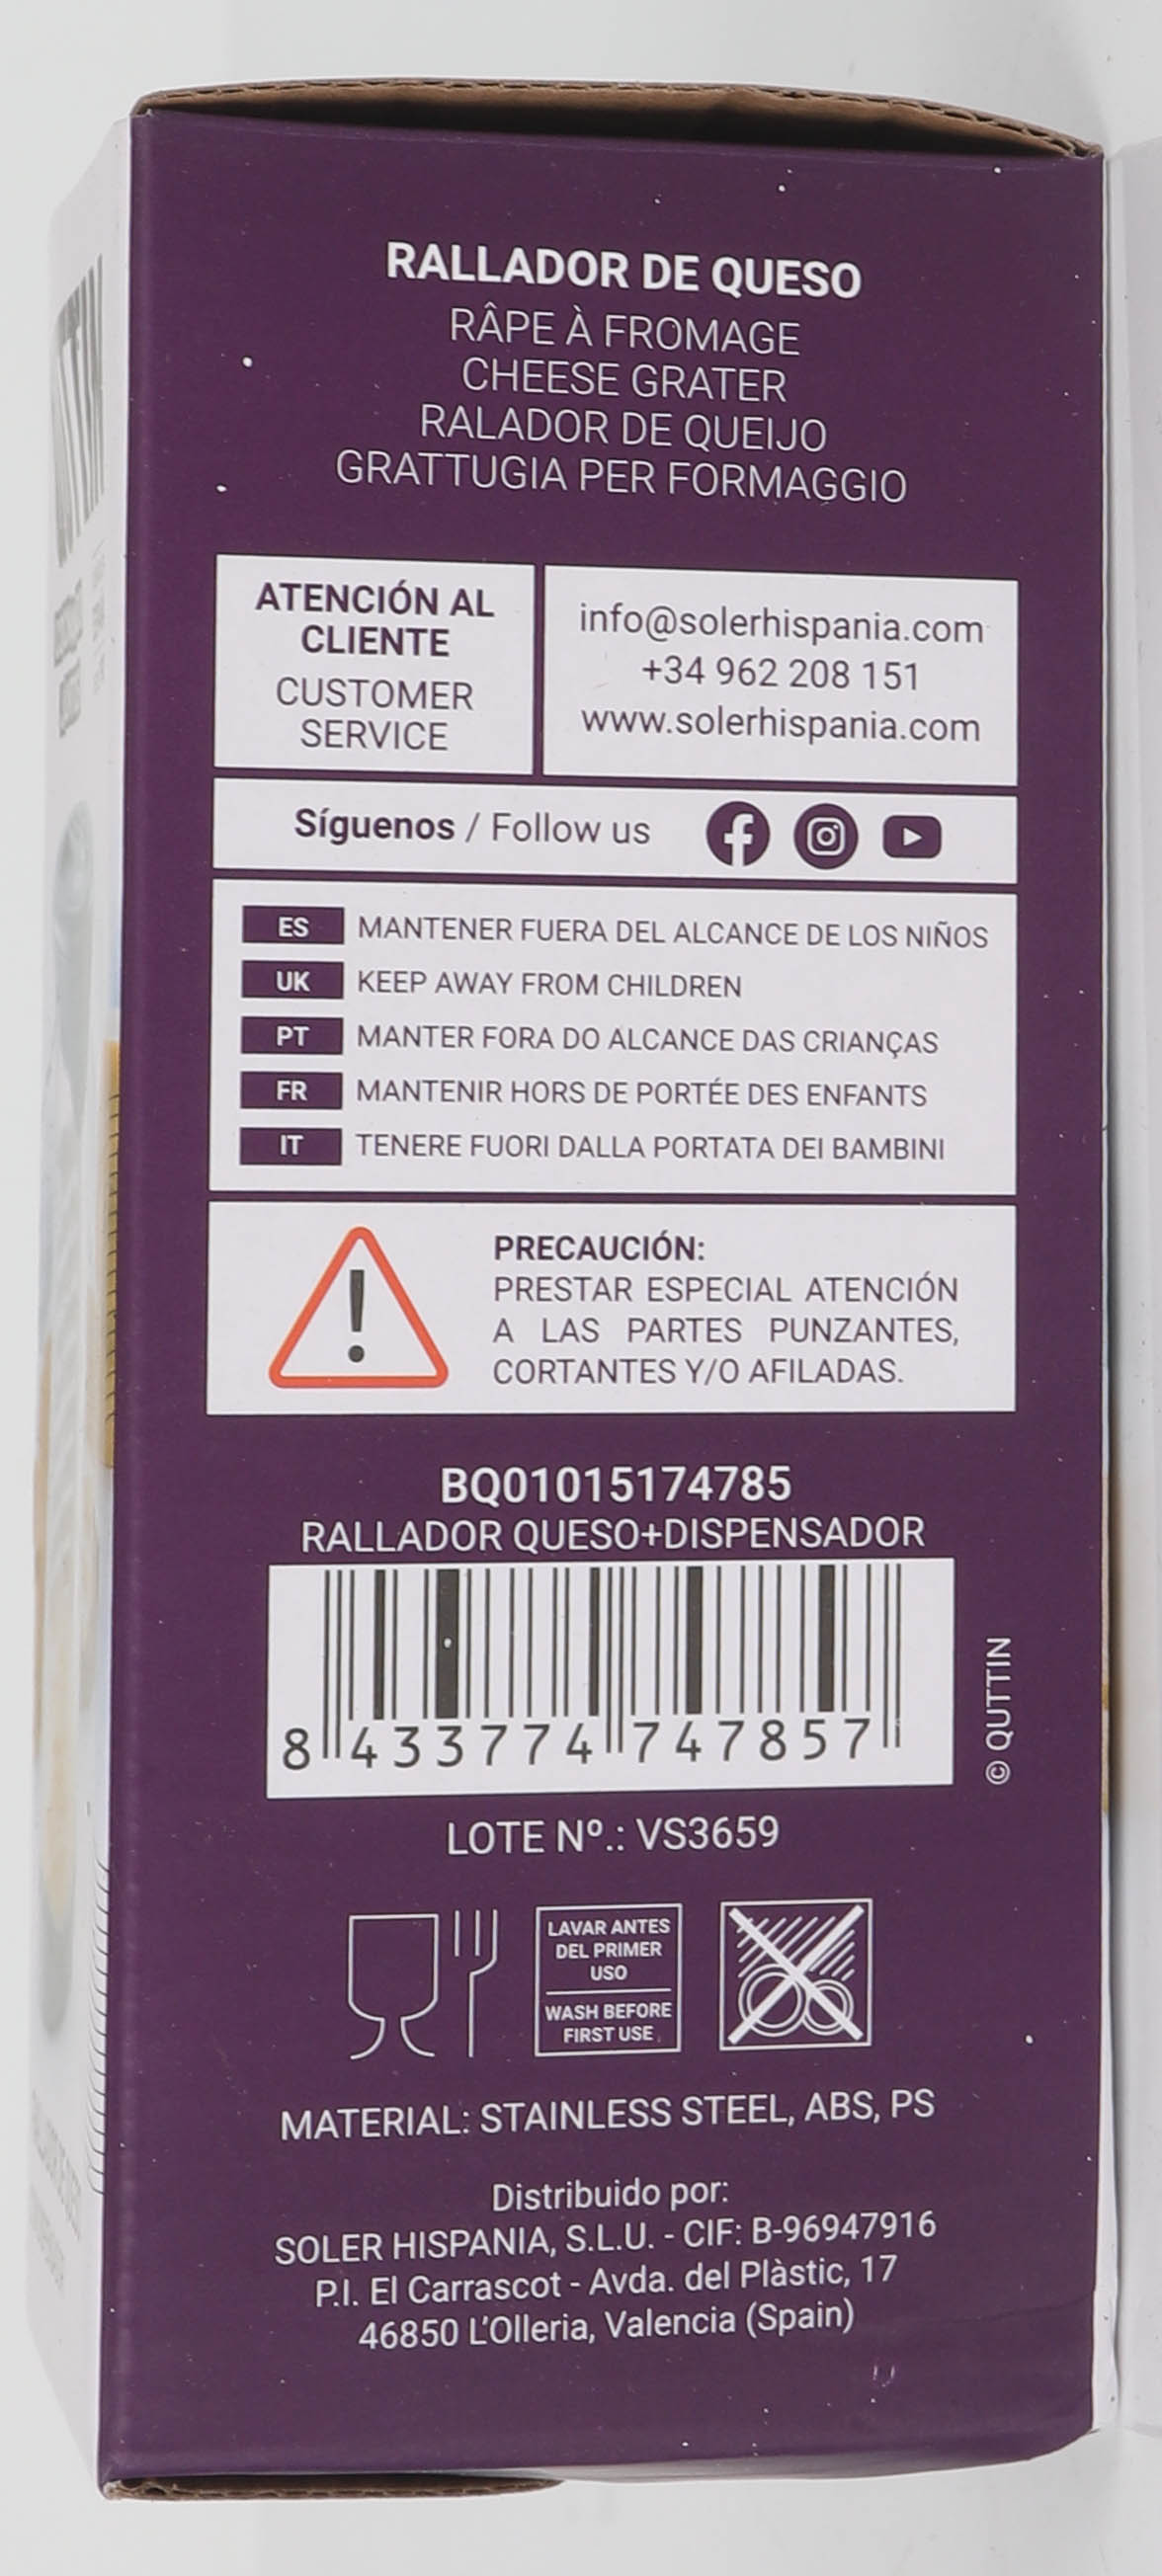 RALLADOR DE QUESO
RÂPE À FROMAGE
CHEESE GRATER
RALADOR DE QUEIJO
GRATTUGIA PER FORMAGGIO
ATENCIÓN AL
CLIENTE
CUSTOMER
SERVICE
info@solerhispania.com
+34 962 208 151
www.solerhispania.com
Síguenos / Follow us
ES MANTENER FUERA DEL ALCANCE DE LOS NIÑOS
UK KEEP AWAY FROM CHILDREN
PT MANTER FORA DO ALCANCE DAS CRIANÇAS
FR MANTENIR HORS DE PORTÉE DES ENFANTS
IT TENERE FUORI DALLA PORTATA DEI BAMBINI
PRECAUCIÓN:
PRESTAR ESPECIAL ATENCIÓN
A LAS PARTES PUNZANTES,
CORTANTES Y/O AFILADAS.
BQ01015174785
RALLADOR QUESO+DISPENSADOR
8 433774 747857
© QUTTIN
LOTE Nº.: VS3659
LAVAR ANTES
DEL PRIMER
USO
WASH BEFORE
FIRST USE
MATERIAL: STAINLESS STEEL, ABS, PS
Distribuido por:
SOLER HISPANIA, S.L.U. - CIF: B-96947916
P.I. El Carrascot - Avda. del Plàstic, 17
46850 L'Olleria, Valencia (Spain)